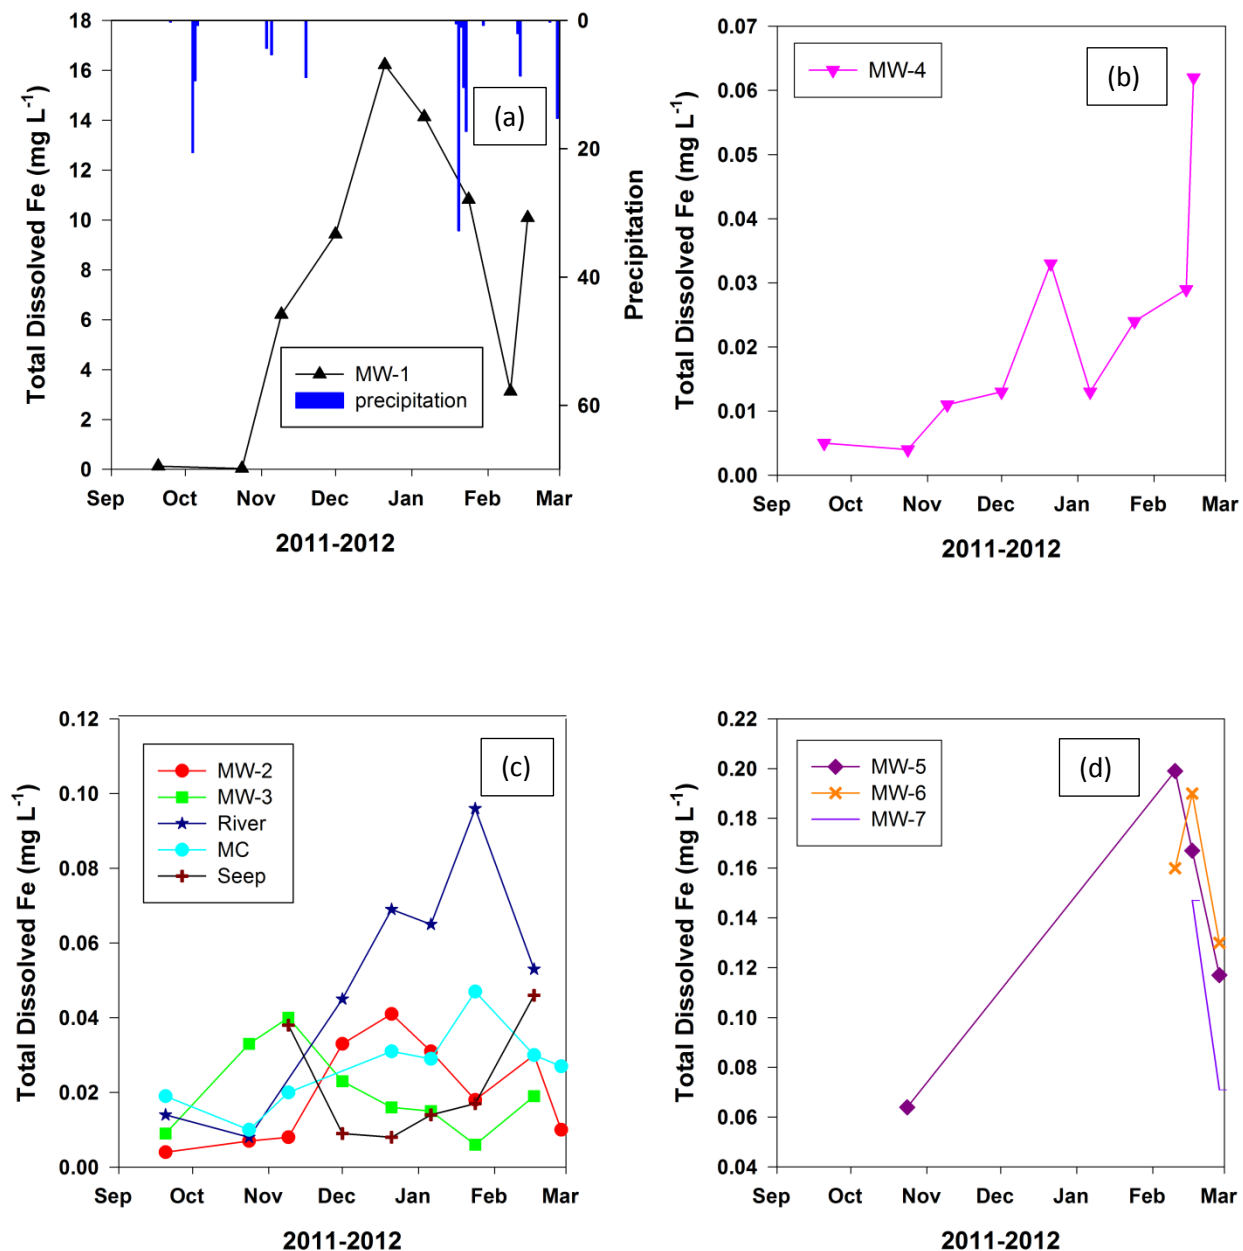 18
16
14
12
10
8
6
4
2
0
Total Dissolved Fe (mg L-1)
0
20
40
60
Precipitation
(a)
MW-1
precipitation
Sep Oct Nov Dec Jan Feb Mar
2011-2012
0.07
0.06
0.05
0.04
0.03
0.02
0.01
0.00
Total Dissolved Fe (mg L-1)
MW-4
(b)
Sep Oct Nov Dec Jan Feb Mar
2011-2012
0.12
0.10
0.08
0.06
0.04
0.02
0.00
Total Dissolved Fe (mg L-1)
MW-2
MW-3
River
MC
Seep
(c)
Sep Oct Nov Dec Jan Feb Mar
2011-2012
0.22
0.20
0.18
0.16
0.14
0.12
0.10
0.08
0.06
0.04
Total Dissolved Fe (mg L-1)
MW-5
MW-6
MW-7
(d)
Sep Oct Nov Dec Jan Feb Mar
2011-2012